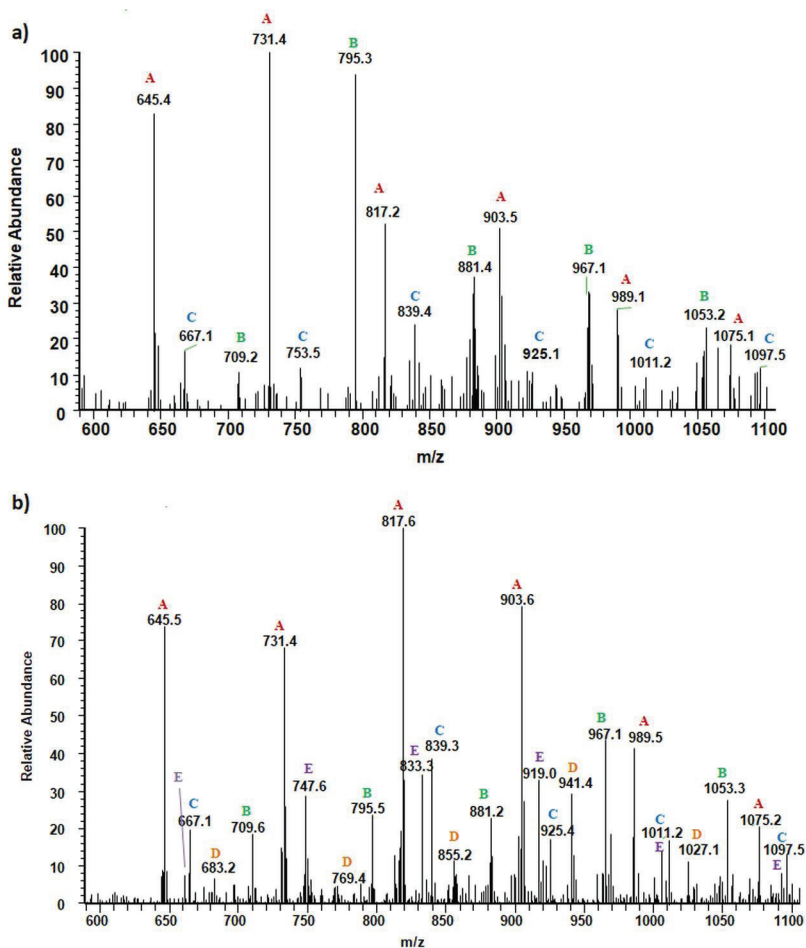 a)
A
731.4
B
795.3
A
645.4
A
817.2
A
903.5
B
881.4
B
967.1
A
989.1
C
839.4
B
1053.2
A
1075.1
C
667.1
C
753.5
B
709.2
C
925.1
C
1011.2
C
1097.5
100
90
80
70
60
50
40
30
20
10
0
Relative Abundance
600 650 700 750 800 850 900 950 1000 1050 1100
m/z
b)
A
817.6
A
645.5
A
731.4
A
903.6
B
967.1
A
989.5
C
839.3
E
833.3
E
747.6
E
919.0
D
941.4
B
1053.3
E
C
667.1
B
709.6
B
795.5
B
881.2
A
1075.2
C
925.4
C
1011.2
E
D
1027.1
C
1097.5
E
D
683.2
D
769.4
D
855.2
100
90
80
70
60
50
40
30
20
10
0
Relative Abundance
600 650 700 750 800 850 900 950 1000 1050 1100
m/z